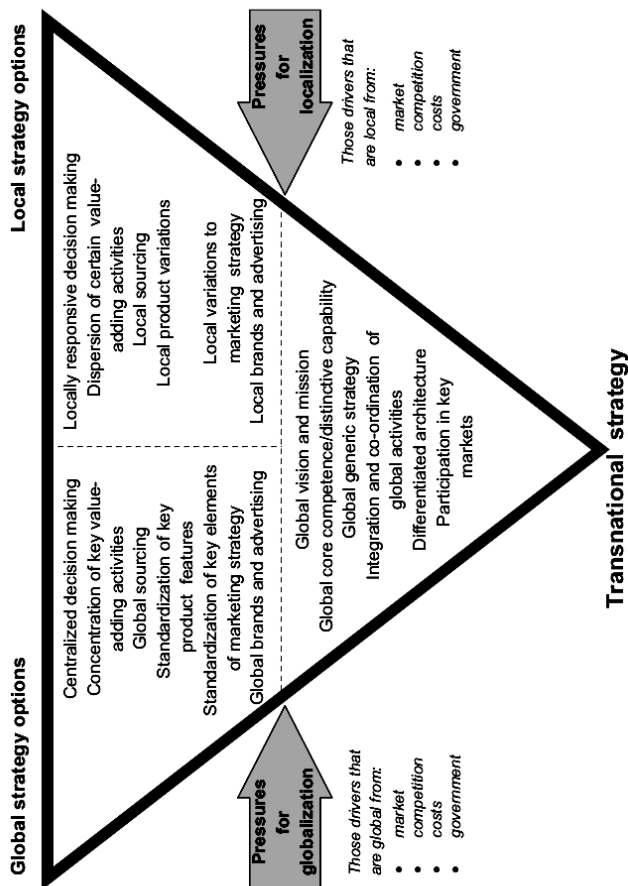 Global strategy options
Local strategy options
Centralized decision making
Concentration of key value-
adding activities
Global sourcing
Standardization of key
product features
Standardization of key elements
of marketing strategy
Global brands and advertising
Locally responsive decision making
Dispersion of certain value-
adding activities
Local sourcing
Local product variations
Local variations to
marketing strategy
Local brands and advertising
Pressures
for
globalization
Pressures
for
localization
Global vision and mission
Global core competence/distinctive capability
Global generic strategy
Integration and co-ordination of
global activities
Differentiated architecture
Participation in key
markets
Those drivers that
are global from:
• market
• competition
• costs
• government
Those drivers that
are local from:
• market
• competition
• costs
• government
Transnational strategy